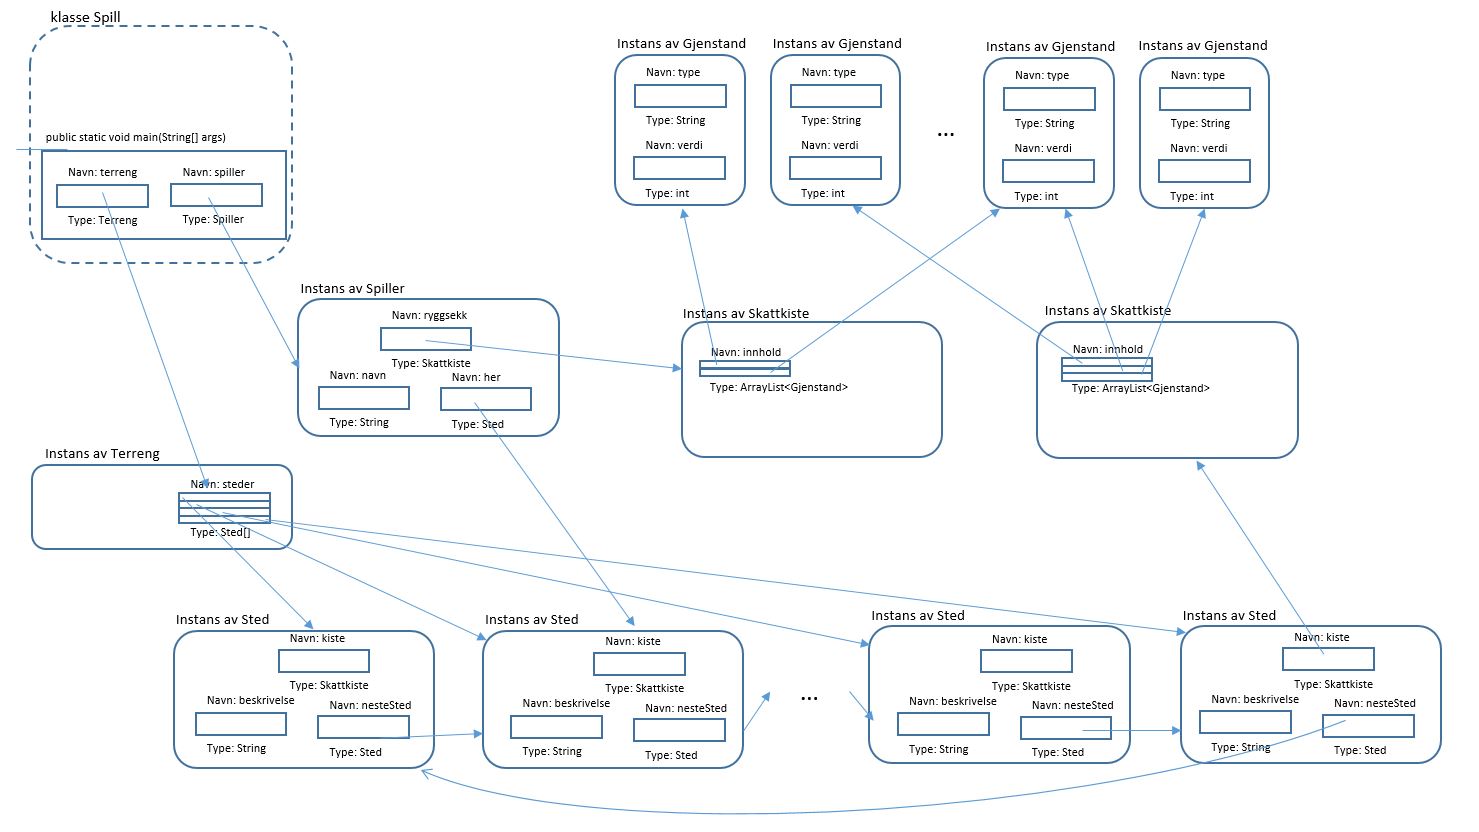 klasse Spill
public static void main(String[] args)
Navn: terreng
Type: Terreng
Navn: spiller
Type: Spiller
Instans av Gjenstand
Navn: type
Type: String
Navn: verdi
Type: int
Instans av Gjenstand
Navn: type
Type: String
Navn: verdi
Type: int
...
Instans av Gjenstand
Navn: type
Type: String
Navn: verdi
Type: int
Instans av Gjenstand
Navn: type
Type: String
Navn: verdi
Type: int
Instans av Spiller
Navn: ryggsekk
Type: Skattkiste
Navn: navn
Type: String
Navn: her
Type: Sted
Instans av Skattkiste
Navn: innhold
Type: ArrayList<Gjenstand>
Instans av Skattkiste
Navn: innhold
Type: ArrayList<Gjenstand>
Instans av Terreng
Navn: steder
Type: Sted[]
Instans av Sted
Navn: kiste
Type: Skattkiste
Navn: beskrivelse
Type: String
Navn: nesteSted
Type: Sted
Instans av Sted
Navn: kiste
Type: Skattkiste
Navn: beskrivelse
Type: String
Navn: nesteSted
Type: Sted
...
Instans av Sted
Navn: kiste
Type: Skattkiste
Navn: beskrivelse
Type: String
Navn: nesteSted
Type: Sted
Instans av Sted
Navn: kiste
Type: Skattkiste
Navn: beskrivelse
Type: String
Navn: nesteSted
Type: Sted